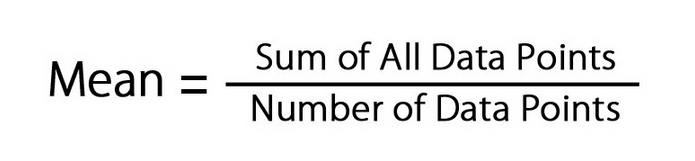 Mean = Sum of All Data Points
Number of Data Points